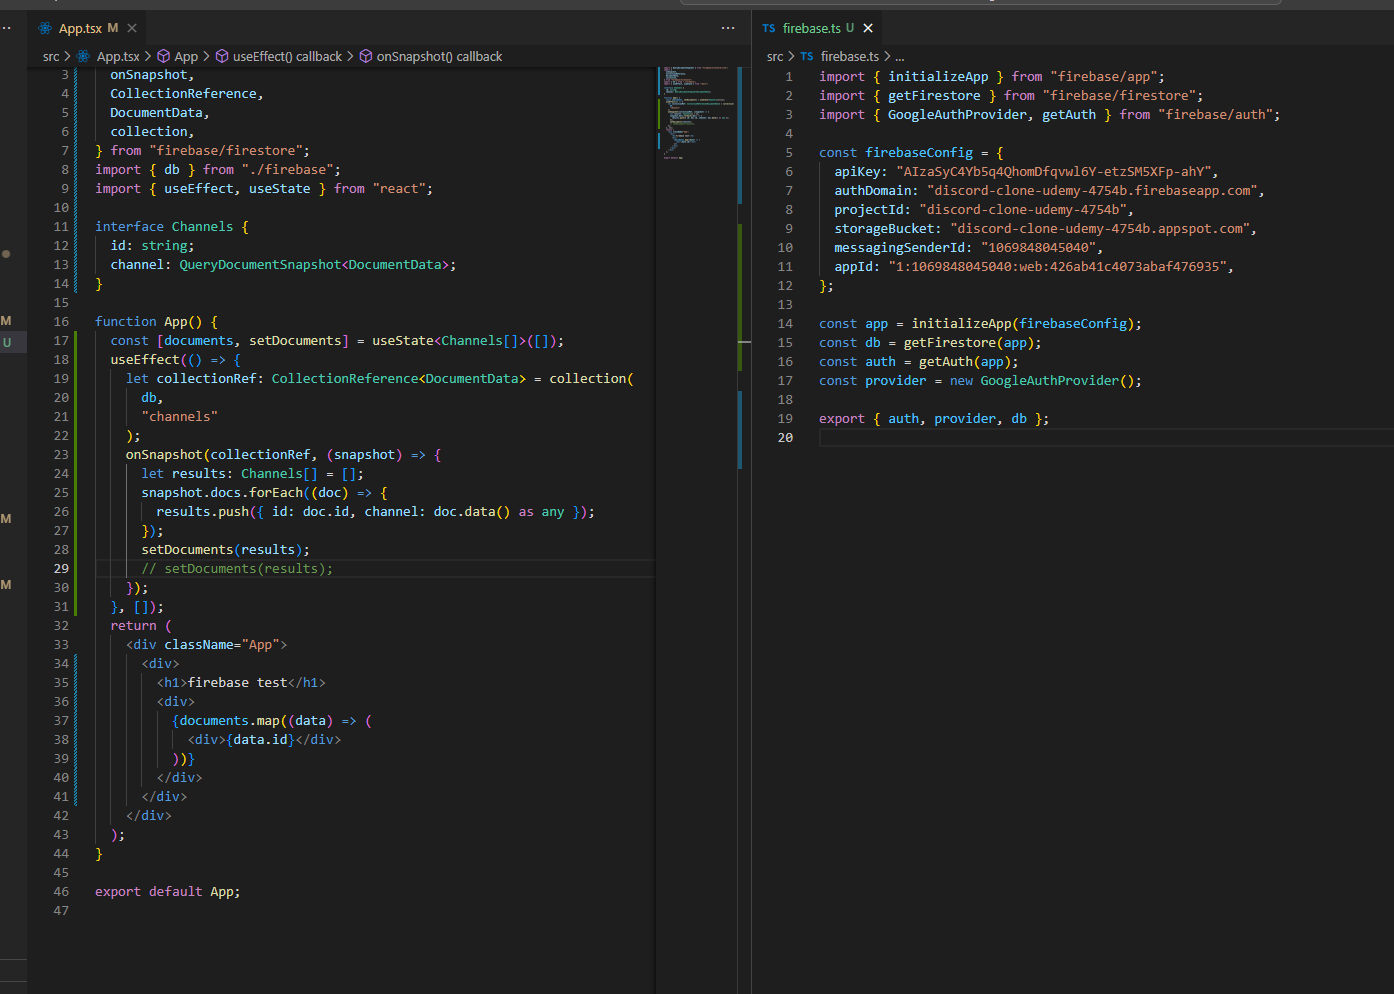 App.tsx M
src > App.tsx > App > useEffect() callback > onSnapshot() callback
3 onSnapshot,
4 CollectionReference,
5 DocumentData,
6 collection,
7 } from "firebase/firestore";
8 import { db } from "./firebase";
9 import { useEffect, useState } from "react";
10
11 interface Channels {
12 id: string;
13 channel: QueryDocumentSnapshot<DocumentData>;
14 }
15
16 function App() {
17 const [documents, setDocuments] = useState<Channels[]>([]);
18 useEffect(() => {
19 let collectionRef: CollectionReference<DocumentData> = collection(
20 db,
21 "channels"
22 );
23 onSnapshot(collectionRef, (snapshot) => {
24 let results: Channels[] = [];
25 snapshot.docs.forEach((doc) => {
26 results.push({ id: doc.id, channel: doc.data() as any });
27 });
28 setDocuments(results);
29 // setDocuments(results);
30 });
31 }, []);
32 return (
33 <div className="App">
34 <div>
35 <h1>firebase test</h1>
36 <div>
37 {documents.map((data) => (
38 <div>{data.id}</div>
39 ))}
40 </div>
41 </div>
42 </div>
43 );
44 }
45
46 export default App;
47
M
U
M
M
TS firebase.ts U
src > TS firebase.ts > ...
1 import { initializeApp } from "firebase/app";
2 import { getFirestore } from "firebase/firestore";
3 import { GoogleAuthProvider, getAuth } from "firebase/auth";
4
5 const firebaseConfig = {
6 apiKey: "AIzaSyC4Yb5q4QhomDfqvwl6Y-etzSM5XFp-ahY",
7 authDomain: "discord-clone-udemy-4754b.firebaseapp.com",
8 projectId: "discord-clone-udemy-4754b",
9 storageBucket: "discord-clone-udemy-4754b.appspot.com",
10 messagingSenderId: "1069848045040",
11 appId: "1:1069848045040:web:426ab41c4073abaf476935",
12 };
13
14 const app = initializeApp(firebaseConfig);
15 const db = getFirestore(app);
16 const auth = getAuth(app);
17 const provider = new GoogleAuthProvider();
18
19 export { auth, provider, db };
20